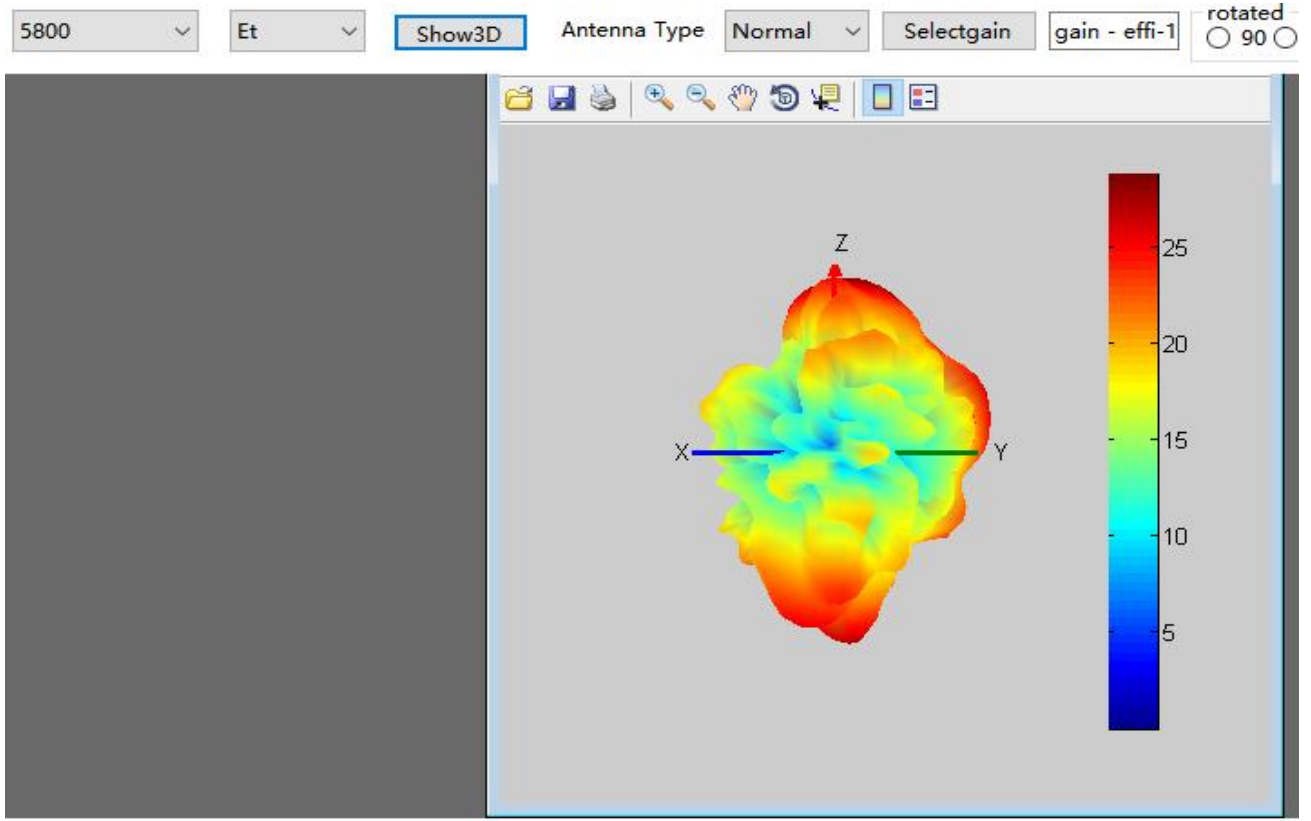 5800 Et Show3D Antenna Type Normal Selectgain gain - effi-1 rotated
90
Z
25
20
15
X Y
10
5